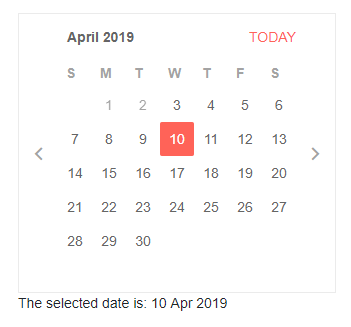 April 2019 TODAY
S M T W T F S
1 2 3 4 5 6
7 8 9 10 11 12 13
14 15 16 17 18 19 20
21 22 23 24 25 26 27
28 29 30
The selected date is: 10 Apr 2019